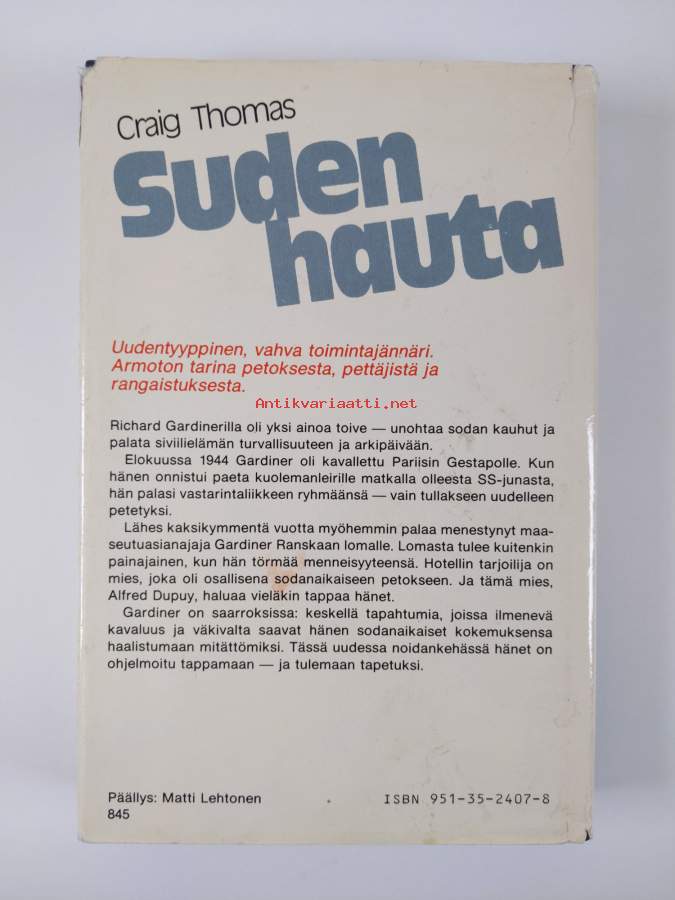 Craig Thomas
Suden
hauta
Uudentyyppinen, vahva toimintajännäri.
Armoton tarina petoksesta, pettäjistä ja
rangaistuksesta.
Antikvariaatti.net
Richard Gardinerilla oli yksi ainoa toive — unohtaa sodan kauhut ja
palata siviilielämän turvallisuuteen ja arkipäivään.
Elokuussa 1944 Gardiner oli kavallettu Pariisin Gestapolle. Kun
hänen onnistui paeta kuolemanleirille matkalla olleesta SS-junasta,
hän palasi vastarintaliikkeen ryhmäänsä — vain tullakseen uudelleen
petetyksi.
Lähes kaksikymmentä vuotta myöhemmin palaa menestynyt maa-
seutuasianajaja Gardiner Ranskaan lomalle. Lomasta tulee kuitenkin
painajainen, kun hän törmää menneisyyteensä. Hotellin tarjoilija on
mies, joka oli osallisena sodanaikaiseen petokseen. Ja tämä mies,
Alfred Dupuy, haluaa vieläkin tappaa hänet.
Gardiner on saarroksissa: keskellä tapahtumia, joissa ilmenevä
kavaluus ja väkivalta saavat hänen sodanaikaiset kokemuksensa
haalistumaan mitättömiksi. Tässä uudessa noidankehässä hänet on
ohjelmoitu tappamaan — ja tulemaan tapetuksi.
Päällys: Matti Lehtonen
845
ISBN 951-35-2407-8